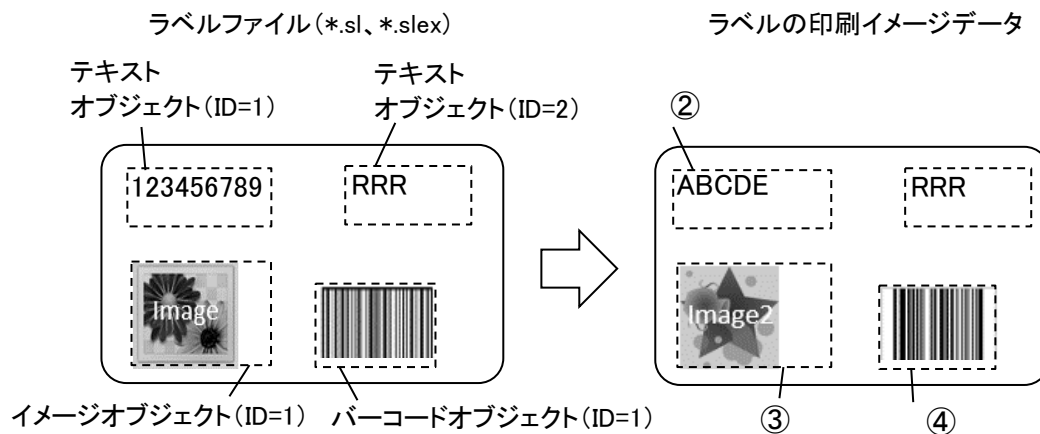 ラベルファイル(*.sl、*.slex)
ラベルの印刷イメージデータ
テキスト
オブジェクト(ID=1)
テキスト
オブジェクト(ID=2)
②
123456789
RRR
ABCDE
RRR
Image
Image2
イメージオブジェクト(ID=1)
バーコードオブジェクト(ID=1)
③
④